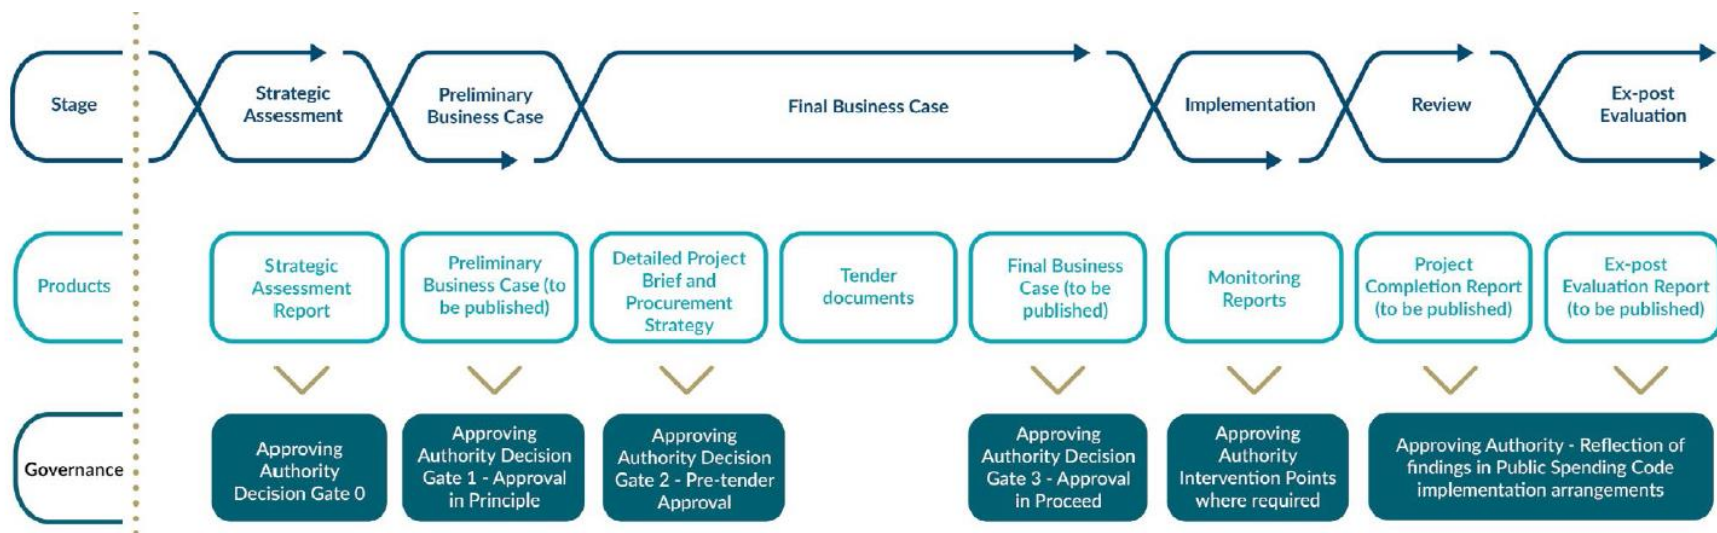 Stage
Strategic
Assessment
Preliminary
Business Case
Final Business Case
Implementation
Review
Ex-post
Evaluation
Products
Strategic
Assessment
Report
Preliminary
Business Case (to
be published)
Detailed Project
Brief and
Procurement
Strategy
Tender
documents
Final Business
Case (to be
published)
Monitoring
Reports
Project
Completion Report
(to be published)
Ex-post
Evaluation Report
(to be published)
Governance
Approving
Authority
Decision Gate 0
Approving
Authority Decision
Gate 1 - Approval
in Principle
Approving
Authority Decision
Gate 2 - Pre-tender
Approval
Approving
Authority Decision
Gate 3 - Approval
in Proceed
Approving
Authority
Intervention Points
where required
Approving Authority - Reflection of
findings in Public Spending Code
implementation arrangements